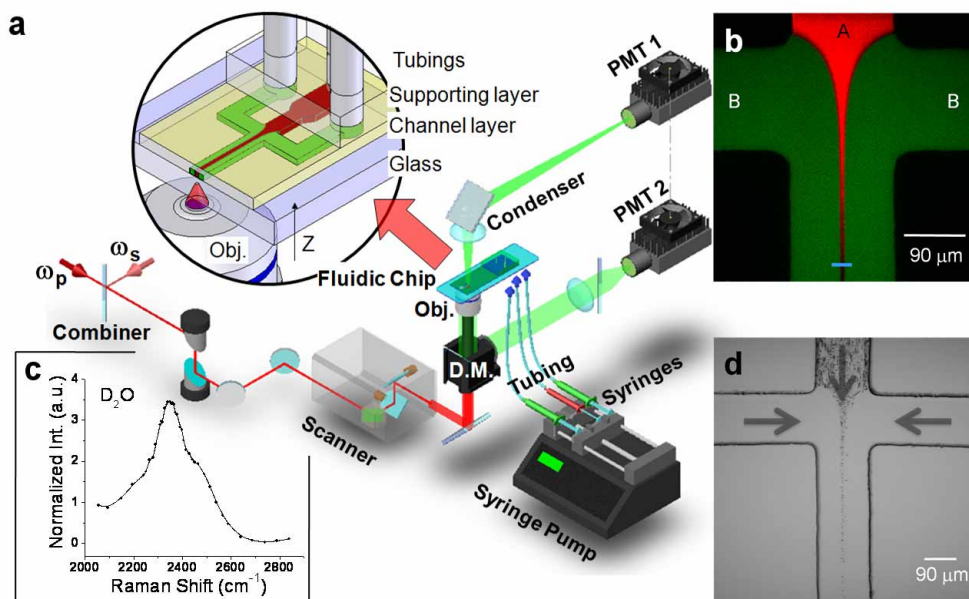 a
Tubings
Supporting layer
Channel layer
Glass
Obj.
Z
PMT 1
Condenser
PMT 2
Fluidic Chip
Obj.
ωp
ωs
Combiner
D.M.
Tubing
Syringes
Scanner
Syringe Pump
b
A
B
B
90 μm
c
D2O
Normalized Int. (a.u.)
4
3
2
1
0
2000 2200 2400 2600 2800
Raman Shift (cm-1)
d
90 μm